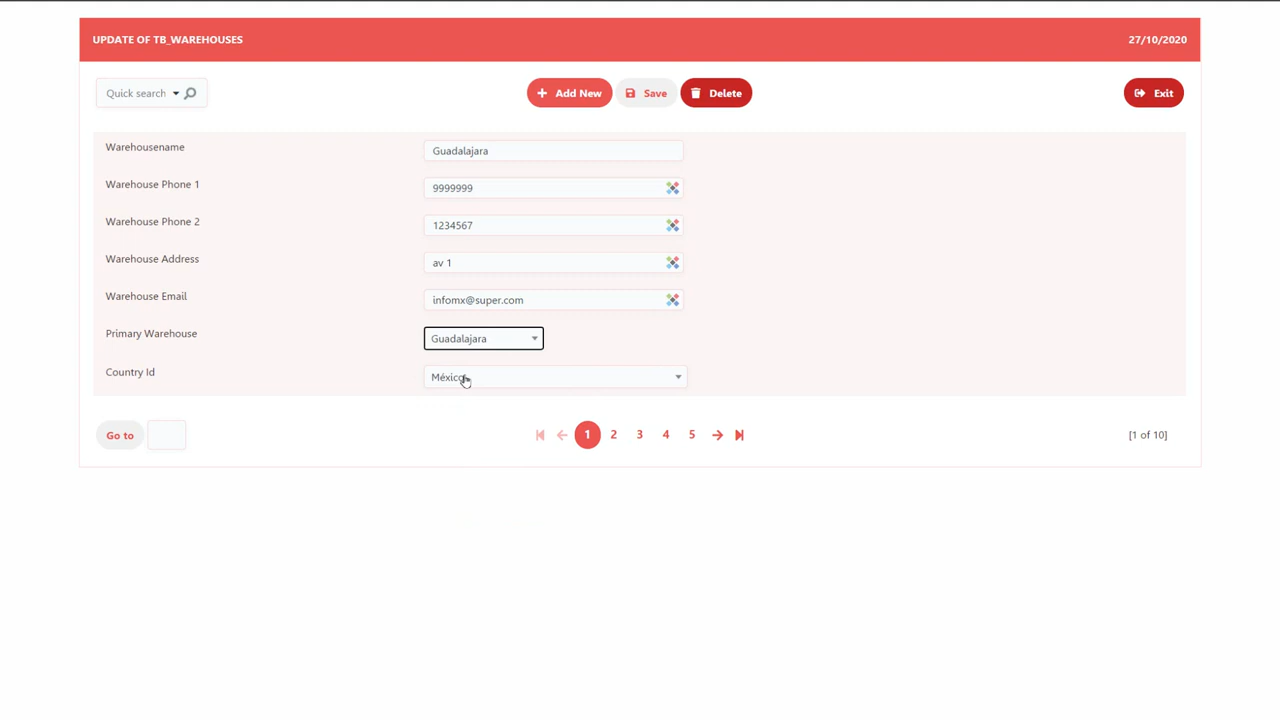 UPDATE OF TB_WAREHOUSES 27/10/2020
Quick search Add New Save Delete Exit
Warehousename Guadalajara
Warehouse Phone 1 9999999
Warehouse Phone 2 1234567
Warehouse Address av 1
Warehouse Email infomx@super.com
Primary Warehouse Guadalajara
Country Id México
Go to 1 2 3 4 5 [1 of 10]